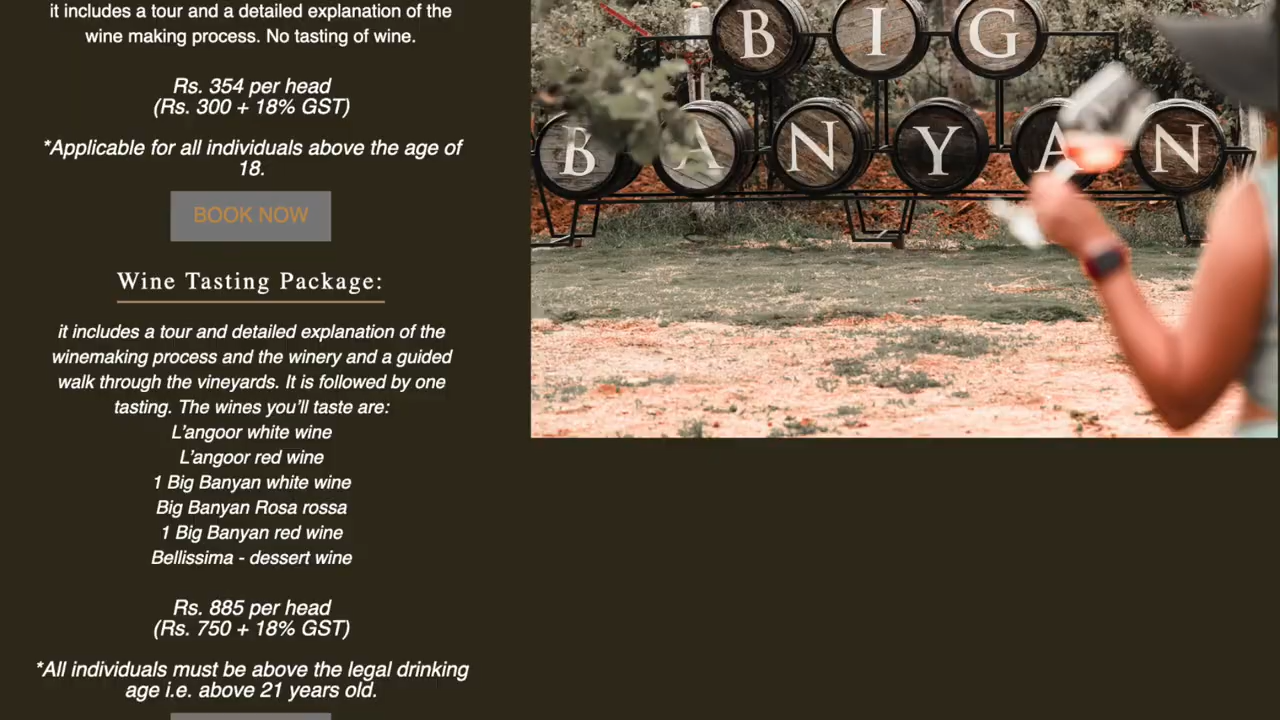 it includes a tour and a detailed explanation of the
wine making process. No tasting of wine.
Rs. 354 per head
(Rs. 300 + 18% GST)
*Applicable for all individuals above the age of
18.
BOOK NOW
Wine Tasting Package:
it includes a tour and detailed explanation of the
winemaking process and the winery and a guided
walk through the vineyards. It is followed by one
tasting. The wines you’ll taste are:
L’angoor white wine
L’angoor red wine
1 Big Banyan white wine
Big Banyan Rosa rossa
1 Big Banyan red wine
Bellissima - dessert wine
Rs. 885 per head
(Rs. 750 + 18% GST)
*All individuals must be above the legal drinking
age i.e. above 21 years old.
BIG
BANYAN